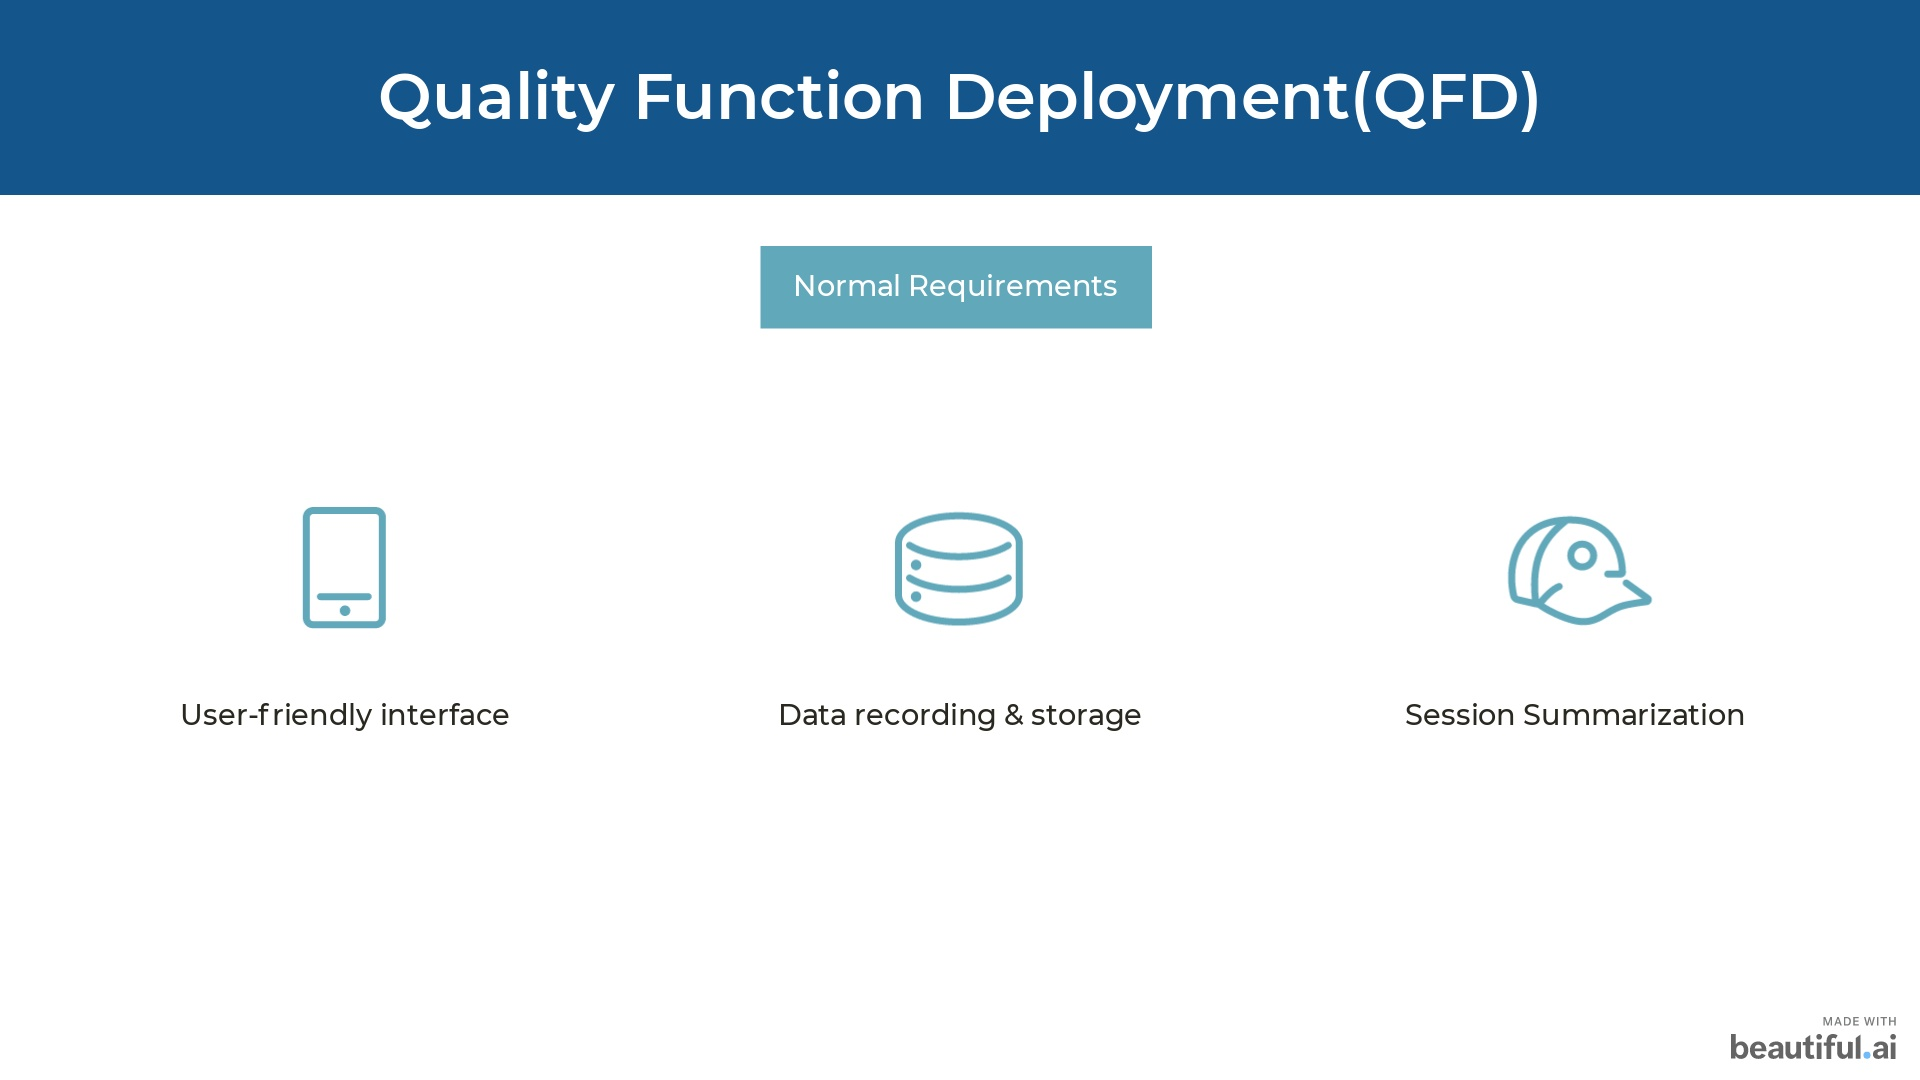 Quality Function Deployment(QFD)
Normal Requirements
User-friendly interface
Data recording & storage
Session Summarization
MADE WITH
beautiful.ai